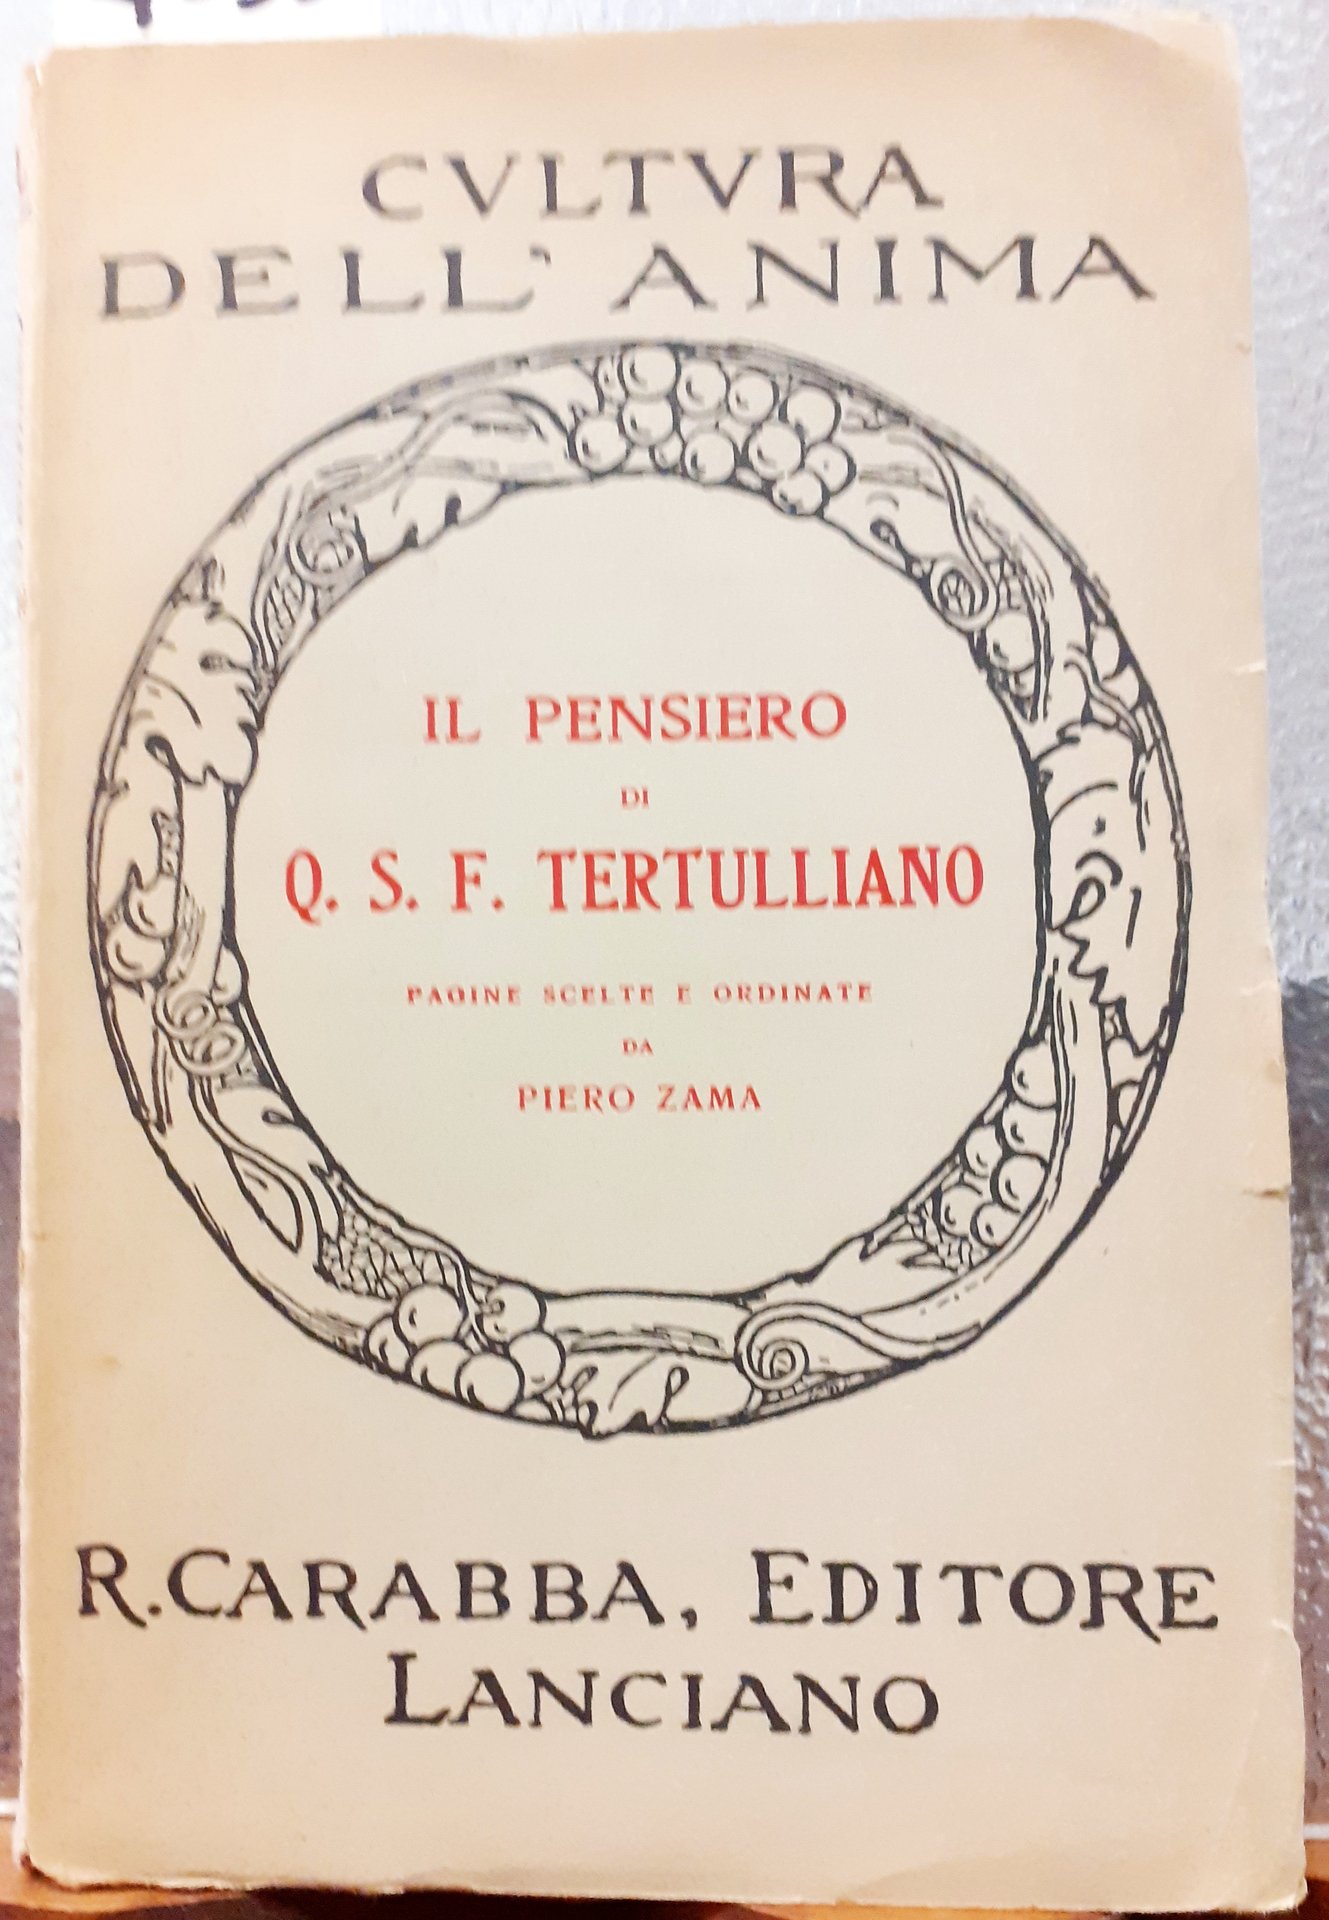 CVLTVRA
DELL'ANIMA
IL PENSIERO
DI
Q. S. F. TERTULLIANO
PAGINE SCELTE E ORDINATE
DA
PIERO ZAMA
R. CARABBA, EDITORE
LANCIANO